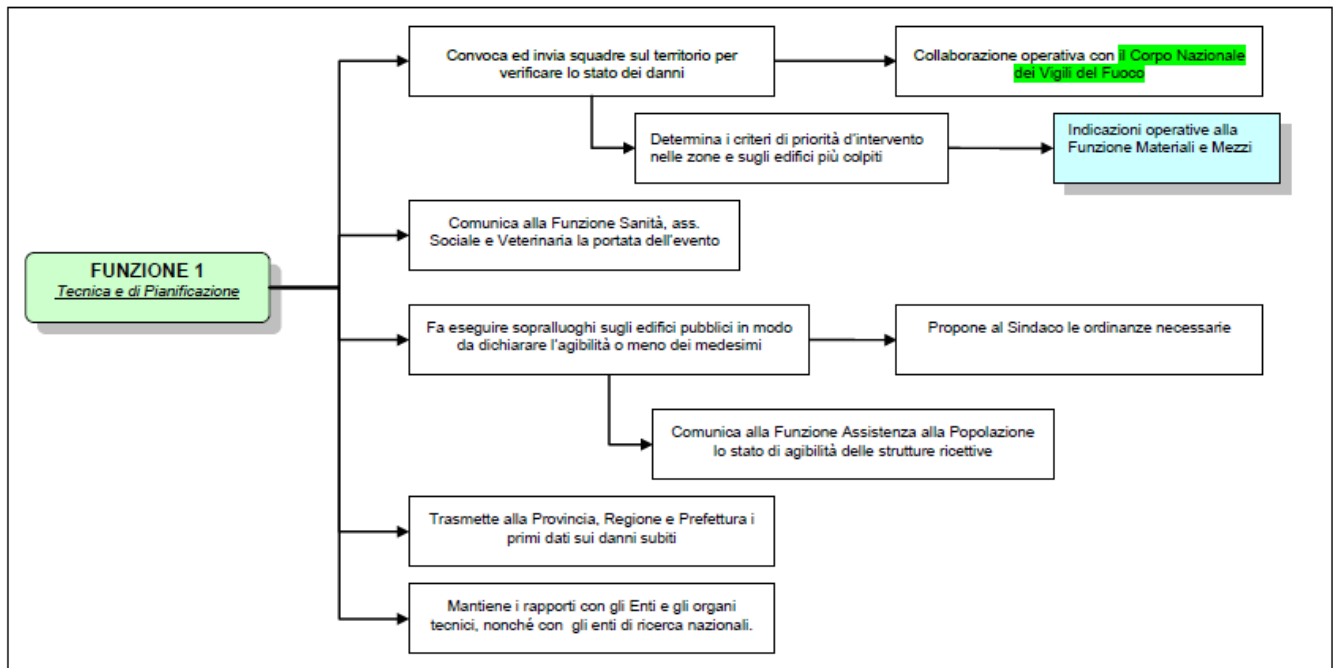 Convoca ed invia squadre sul territorio per
verificare lo stato dei danni
Collaborazione operativa con il Corpo Nazionale
dei Vigili del Fuoco
Determina i criteri di priorità d'intervento
nelle zone e sugli edifici più colpiti
Indicazioni operative alla
Funzione Materiali e Mezzi
Comunica alla Funzione Sanità, ass.
Sociale e Veterinaria la portata dell'evento
FUNZIONE 1
Tecnica e di Pianificazione
Fa eseguire sopralluoghi sugli edifici pubblici in modo
da dichiarare l'agibilità o meno dei medesimi
Propone al Sindaco le ordinanze necessarie
Comunica alla Funzione Assistenza alla Popolazione
lo stato di agibilità delle strutture ricettive
Trasmette alla Provincia, Regione e Prefettura i
primi dati sui danni subiti
Mantiene i rapporti con gli Enti e gli organi
tecnici, nonché con gli enti di ricerca nazionali.